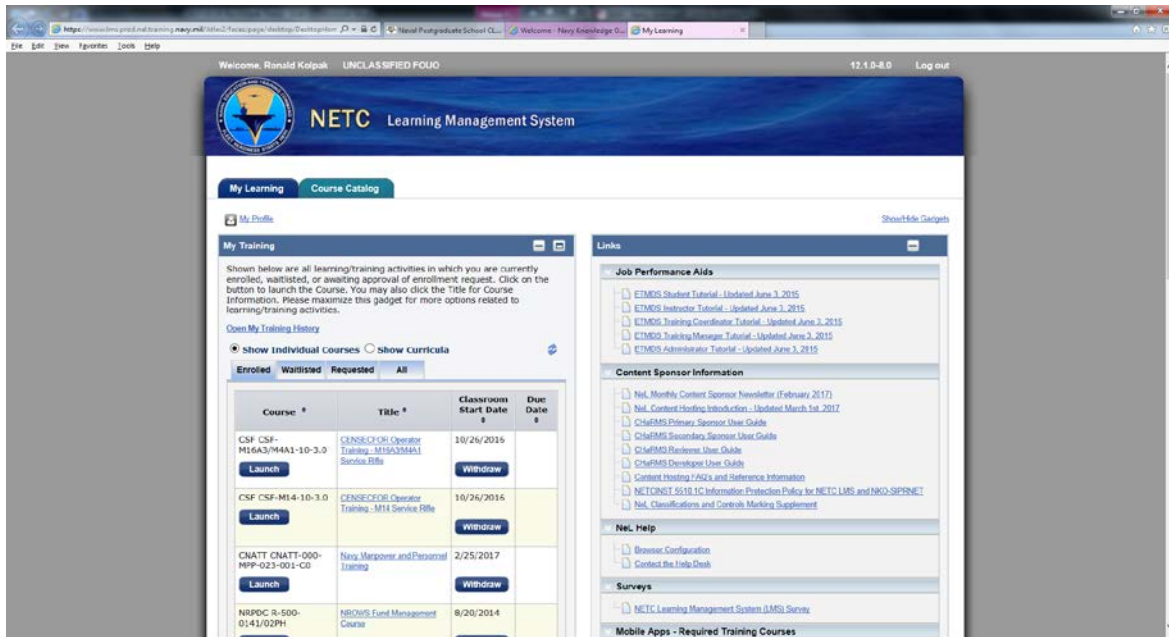 Naval Postgraduate School CL...
Welcome - Navy Knowledge O...
My Learning
File Edit View Favorites Tools Help
Welcome, Ronald Kolpak UNCLASSIFIED FOUO
12.1.0-8.0 Log out
NETC Learning Management System
My Learning
Course Catalog
My Profile
Show/Hide Gadgets
My Training
Shown below are all learning/training activities in which you are currently
enrolled, waitlisted, or awaiting approval of enrollment request. Click on the
button to launch the Course. You may also click the Title for Course
Information. Please maximize this gadget for more options related to
learning/training activities.
Open My Training History
Show Individual Courses Show Curricula
Enrolled Waitlisted Requested All
Course Title Classroom Start Date Due Date
CSF CSF-
M16A3/M4A1-10-3.0
Launch
CENSECFOR Operator
Training - M16A3/M4A1
Service Rifle
10/26/2016
Withdraw
CSF CSF-M14-10-3.0
Launch
CENSECFOR Operator
Training - M14 Service Rifle
10/26/2016
Withdraw
CNATT CNATT-000-
MPP-023-001-C0
Launch
Navy Manpower and Personnel
Training
2/25/2017
Withdraw
NRPDC R-500-
0141/02PH
NROWS Fund Management
Course
8/20/2014
Links
Job Performance Aids
ETMDS Student Tutorial - Updated June 3, 2015
ETMDS Instructor Tutorial - Updated June 3, 2015
ETMDS Training Coordinator Tutorial - Updated June 3, 2015
ETMDS Training Manager Tutorial - Updated June 3, 2015
ETMDS Administrator Tutorial - Updated June 3, 2015
Content Sponsor Information
NeL Monthly Content Sponsor Newsletter (February 2017)
NeL Content Hosting Introduction - Updated March 1st, 2017
CHaRMS Primary Sponsor User Guide
CHaRMS Secondary Sponsor User Guide
CHaRMS Reviewer User Guide
CHaRMS Developer User Guide
Content Hosting FAQ's and Reference Information
NETCINST 5510.1C Information Protection Policy for NETC LMS and NKO-SIPRNET
NeL Classifications and Controls Marking Supplement
NeL Help
Browser Configuration
Contact the Help Desk
Surveys
NETC Learning Management System (LMS) Survey
Mobile Apps - Required Training Courses